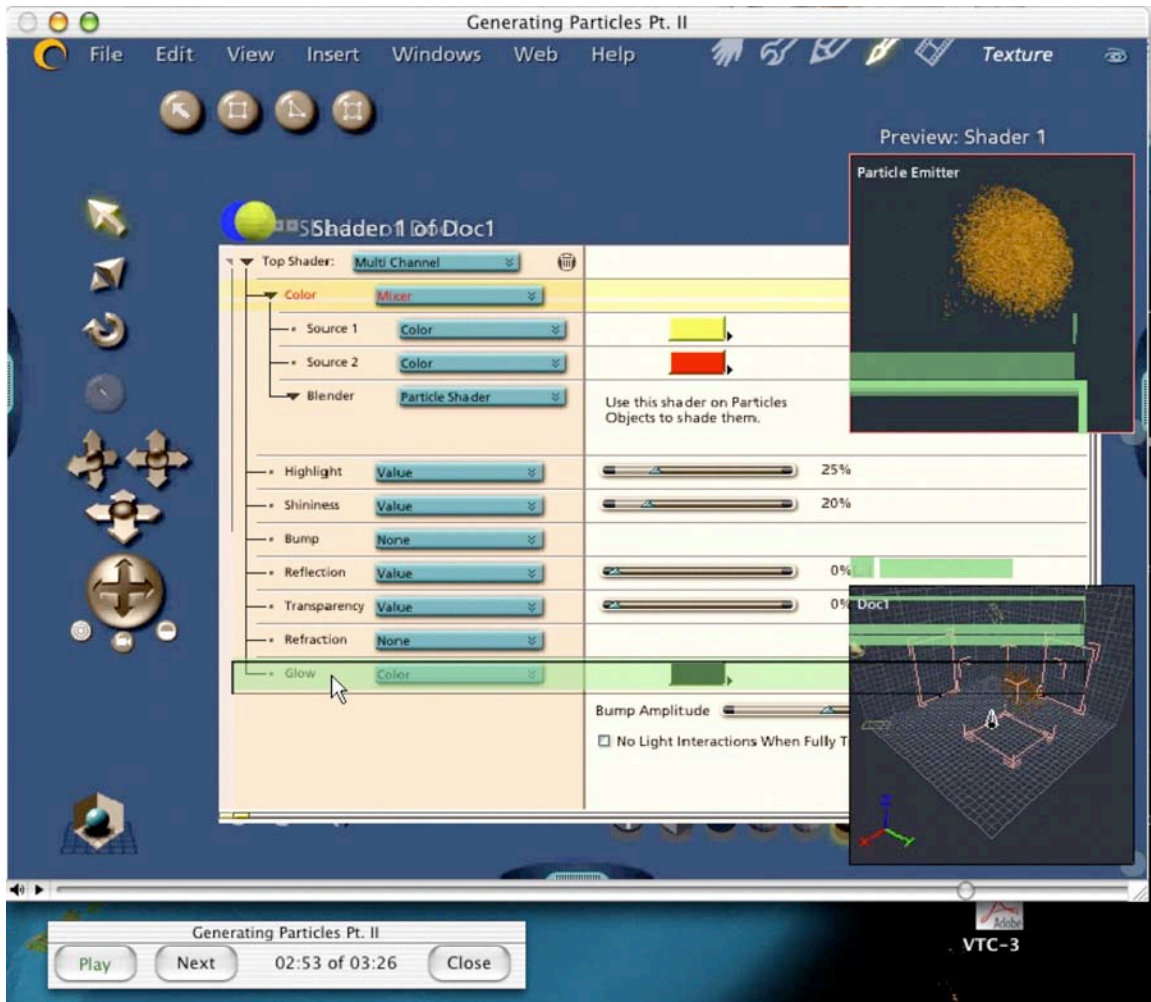 Generating Particles Pt. II
File Edit View Insert Windows Web Help Texture
Preview: Shader 1
Particle Emitter
Shader 1 of Doc1
Top Shader: Multi Channel
Color Mixer
Source 1 Color
Source 2 Color
Blender Particle Shader
Use this shader on Particles
Objects to shade them.
Highlight Value 25%
Shininess Value 20%
Bump None
Reflection Value 0%
Transparency Value 0%
Doc1
Refraction None
Glow Color
Bump Amplitude
No Light Interactions When Fully
Generating Particles Pt. II
Play Next 02:53 of 03:26 Close
Adobe
VTC-3